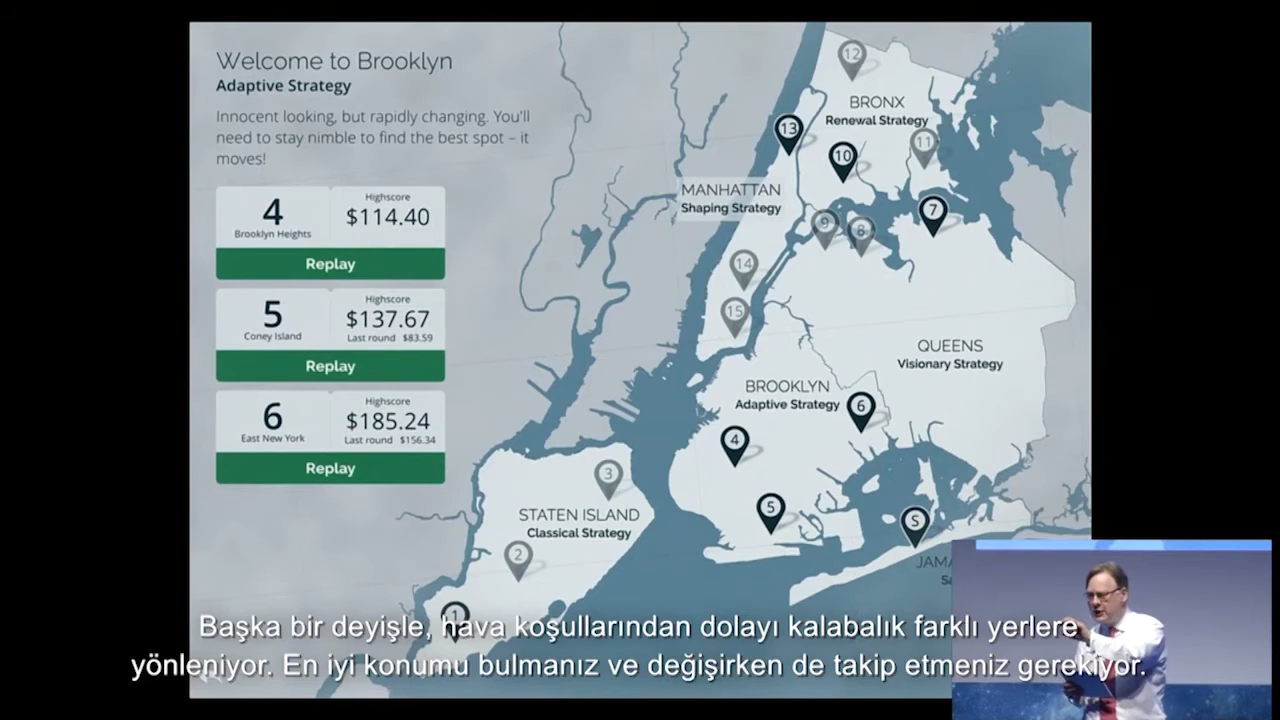 Welcome to Brooklyn
Adaptive Strategy
Innocent looking, but rapidly changing. You'll
need to stay nimble to find the best spot – it
moves!
4
Brooklyn Heights
Highscore
$114.40
Replay
5
Coney Island
Highscore
$137.67
Last round $83.59
Replay
6
East New York
Highscore
$185.24
Last round $156.34
Replay
12
BRONX
Renewal Strategy
13
10
11
MANHATTAN
Shaping Strategy
7
9
8
14
15
QUEENS
Visionary Strategy
BROOKLYN
Adaptive Strategy
6
4
5
S
3
STATEN ISLAND
Classical Strategy
2
1
JAMA
Sa
Başka bir deyişle, hava koşullarından dolayı kalabalık farklı yerlere
yönleniyor. En iyi konumu bulmanız ve değişirken de takip etmeniz gerekiyor.